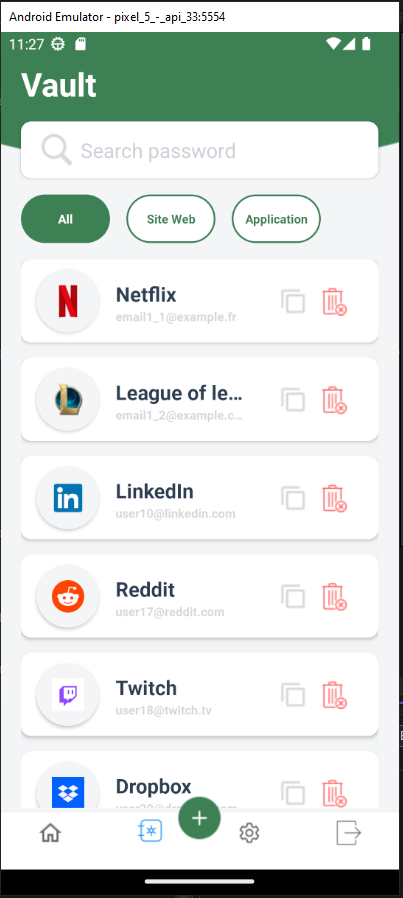 Android Emulator - pixel_5_-_api_33:5554
11:27
Vault
Search password
All Site Web Application
Netflix
email1_1@example.fr
League of le...
email1_2@example.c...
LinkedIn
user10@linkedin.com
Reddit
user17@reddit.com
Twitch
user18@twitch.tv
Dropbox